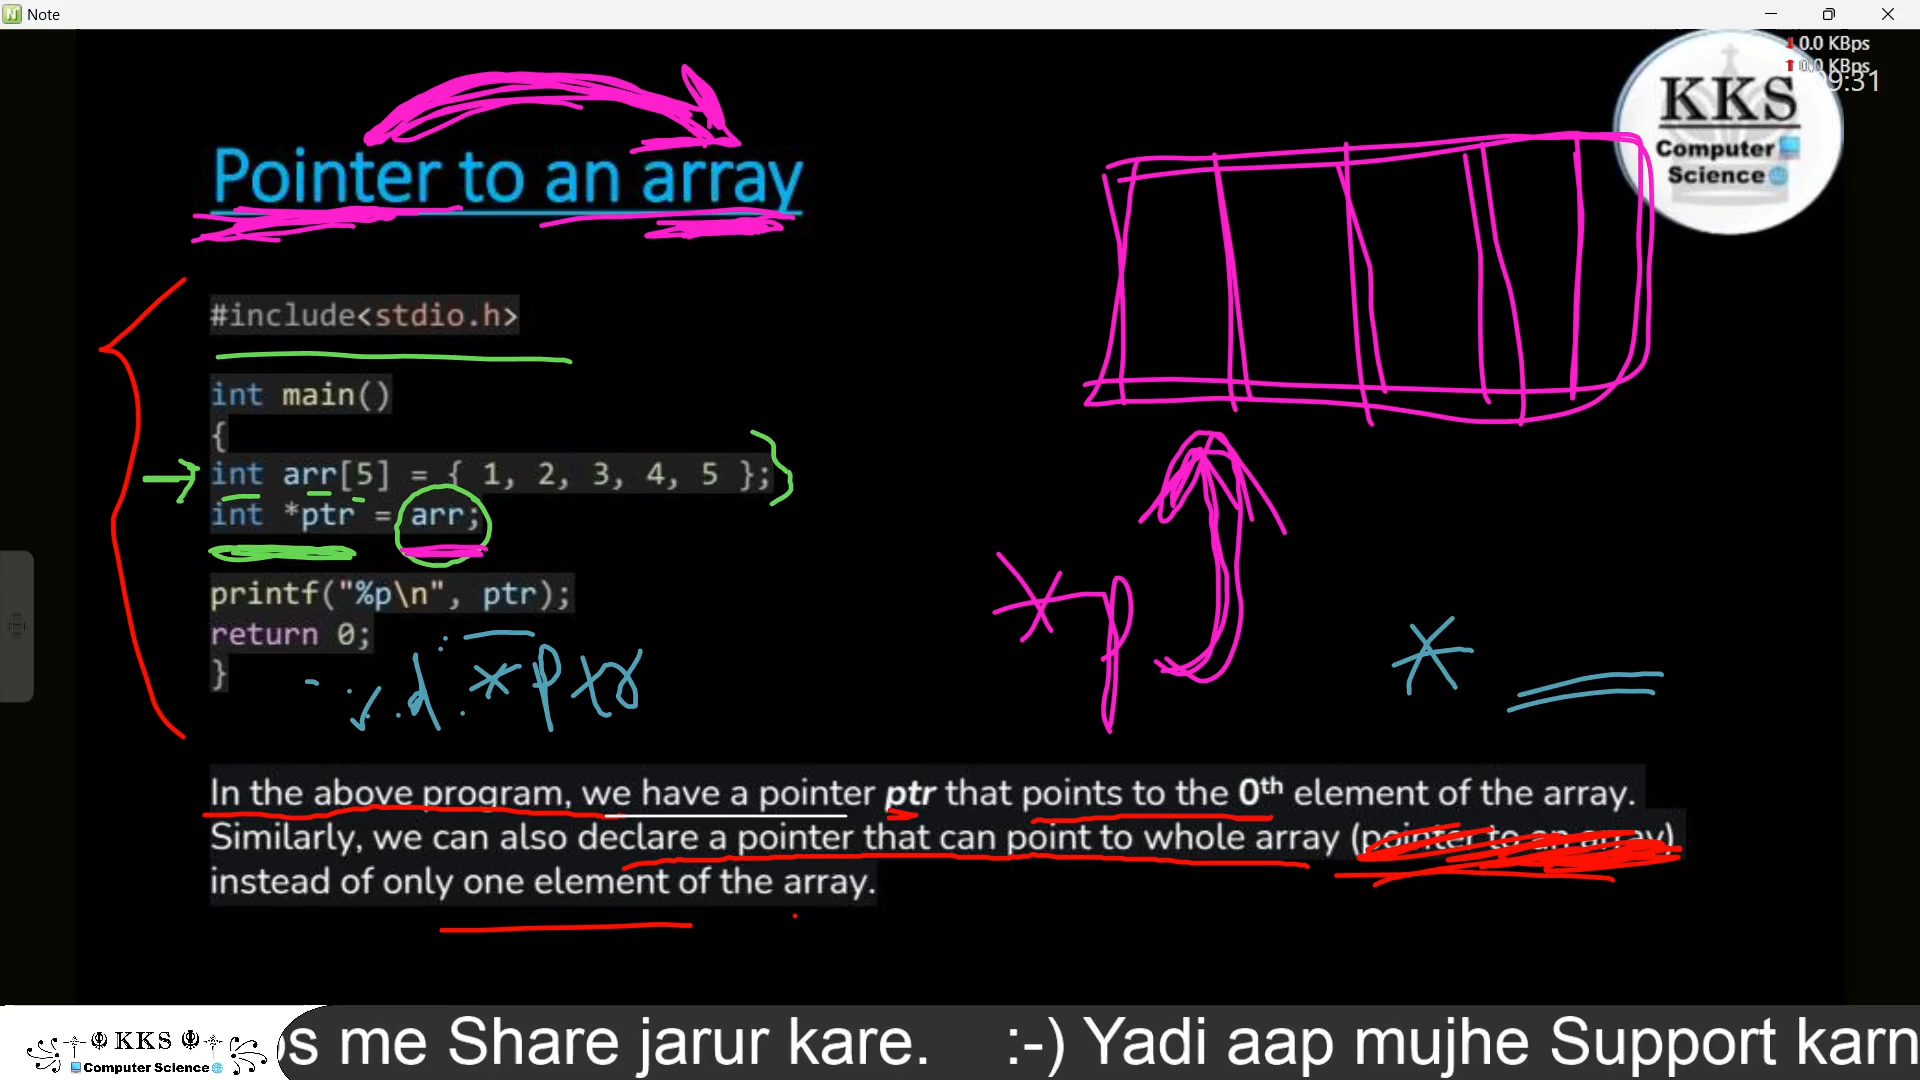 Note
0.0 KBps
0.0 KBps
9:31
KKS
Computer
Science
Pointer to an array
#include<stdio.h>
int main()
{
int arr[5] = { 1, 2, 3, 4, 5 };
int *ptr = arr;
printf("%p\n", ptr);
return 0;
}
*p
*
%d *ptr
In the above program, we have a pointer ptr that points to the 0th element of the array.
Similarly, we can also declare a pointer that can point to whole array (pointer to an array)
instead of only one element of the array.
KKS
Computer Science
s me Share jarur kare. :-) Yadi aap mujhe Support karn